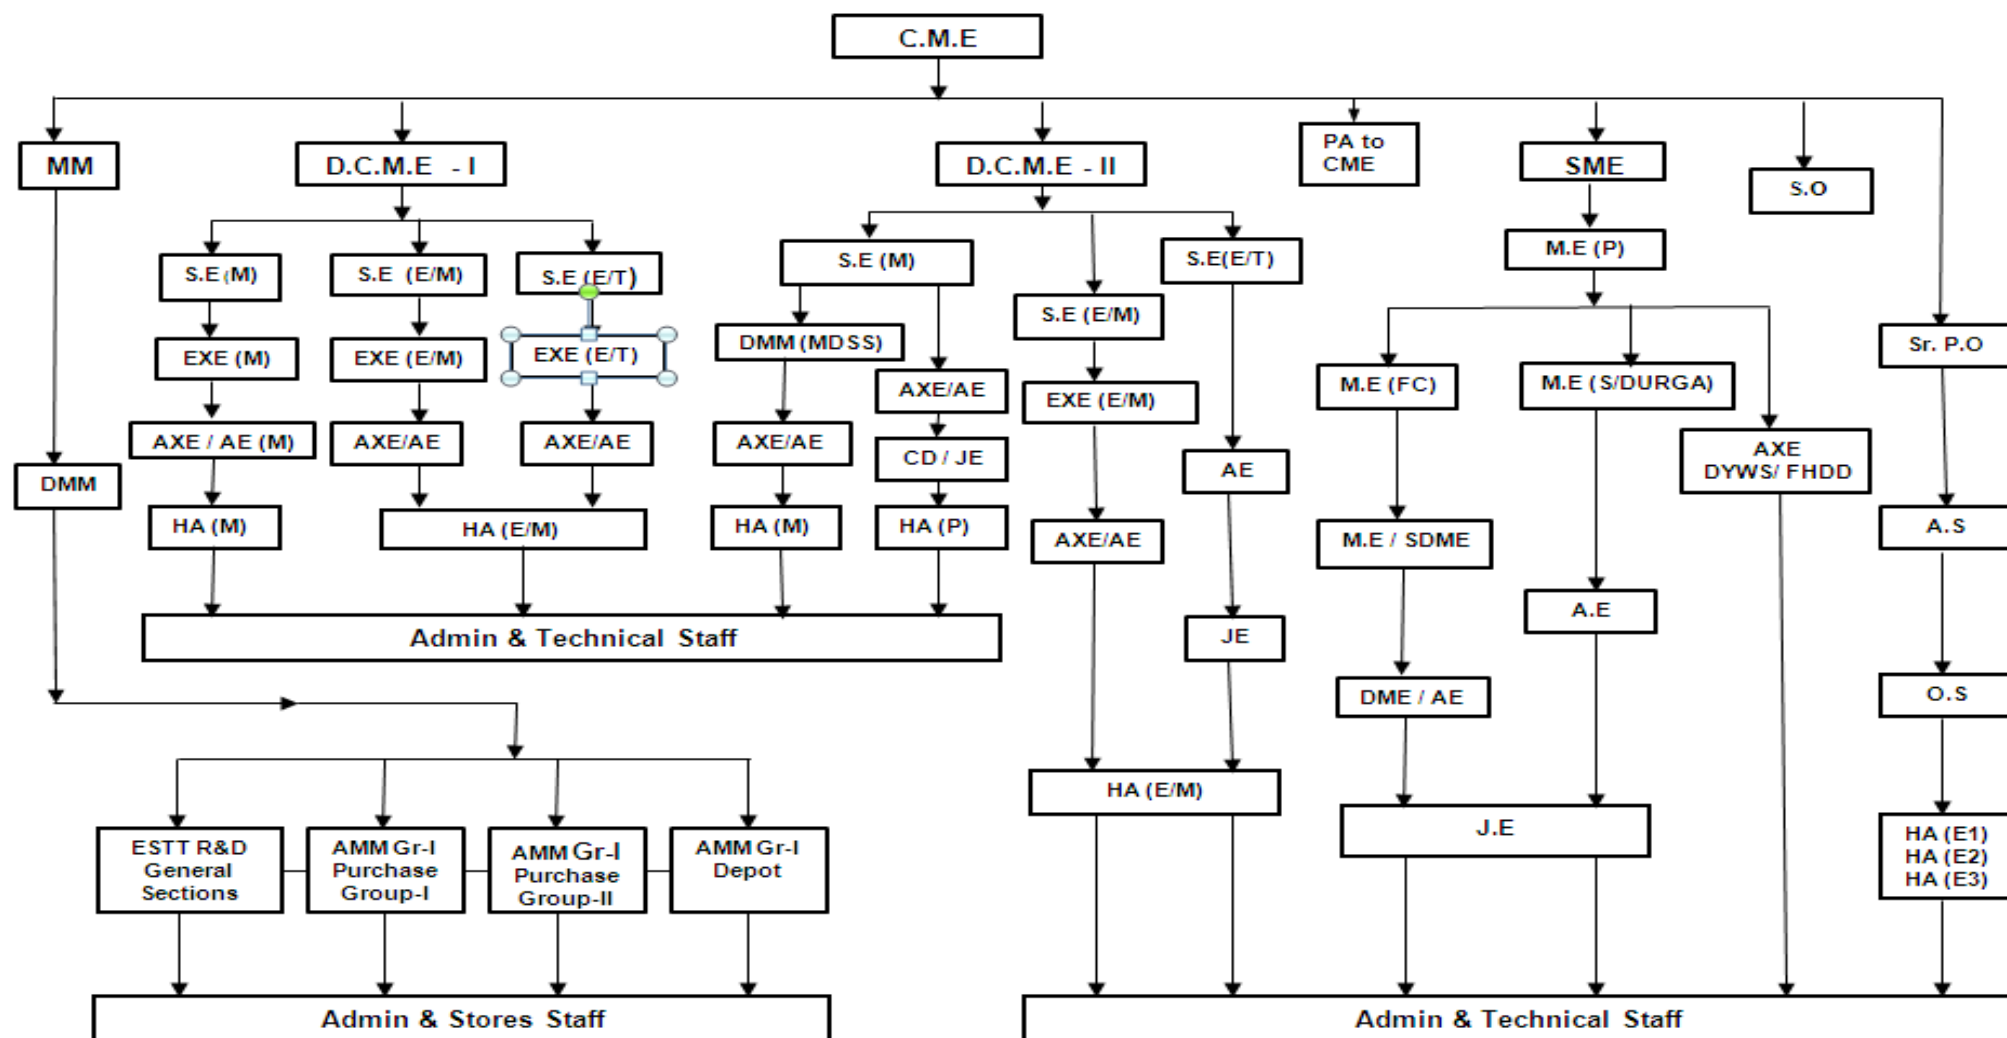 C.M.E
MM
D.C.M.E - I
D.C.M.E - II
PA to
CME
SME
S.O
S.E (M)
S.E (E/M)
S.E (E/T)
S.E (M)
S.E (E/M)
S.E(E/T)
M.E (P)
EXE (M)
EXE (E/M)
EXE (E/T)
DMM (MDSS)
AXE/AE
EXE (E/M)
M.E (FC)
M.E (S/DURGA)
Sr. P.O
AXE / AE (M)
AXE/AE
AXE/AE
AXE/AE
CD / JE
AE
AXE
DYWS/ FHDD
DMM
HA (M)
HA (E/M)
HA (M)
HA (P)
AXE/AE
M.E / SDME
A.S
Admin & Technical Staff
JE
A.E
DME / AE
O.S
HA (E/M)
J.E
ESTT R&D
General
Sections
AMM Gr-I
Purchase
Group-I
AMM Gr-I
Purchase
Group-II
AMM Gr-I
Depot
HA (E1)
HA (E2)
HA (E3)
Admin & Stores Staff
Admin & Technical Staff